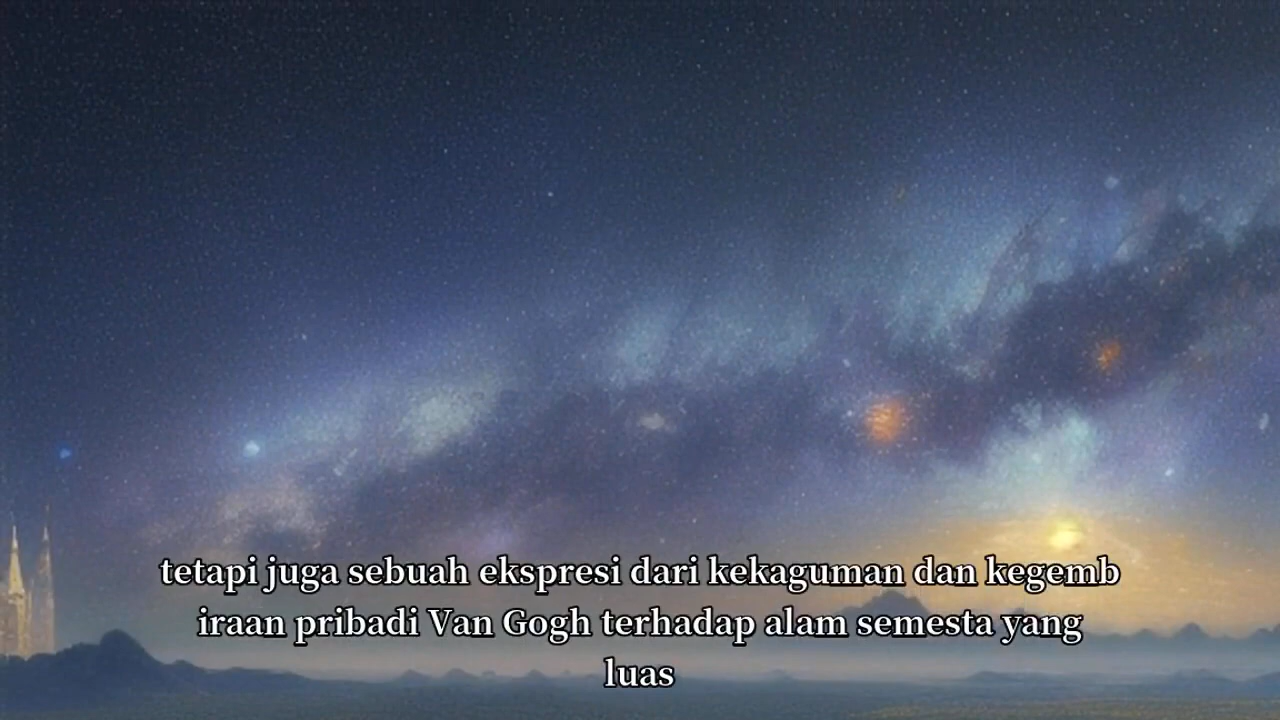 tetapi juga sebuah ekspresi dari kekaguman dan kegemb
iraan pribadi Van Gogh terhadap alam semesta yang
luas